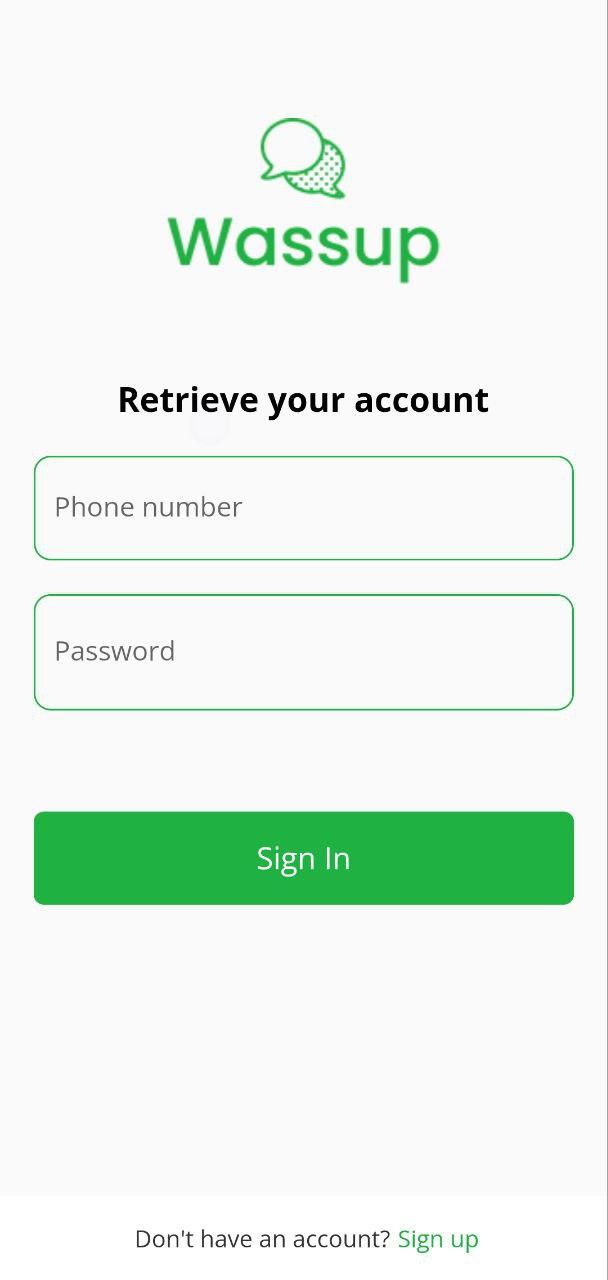 Wassup
Retrieve your account
Phone number
Password
Sign In
Don't have an account? Sign up